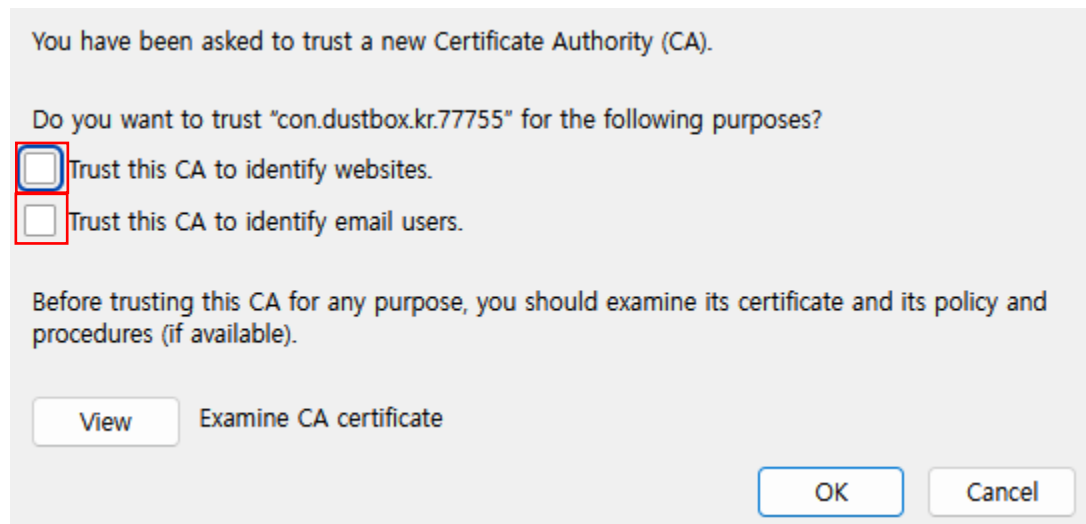 You have been asked to trust a new Certificate Authority (CA).
Do you want to trust "con.dustbox.kr.77755" for the following purposes?
Trust this CA to identify websites.
Trust this CA to identify email users.
Before trusting this CA for any purpose, you should examine its certificate and its policy and
procedures (if available).
View Examine CA certificate
OK Cancel